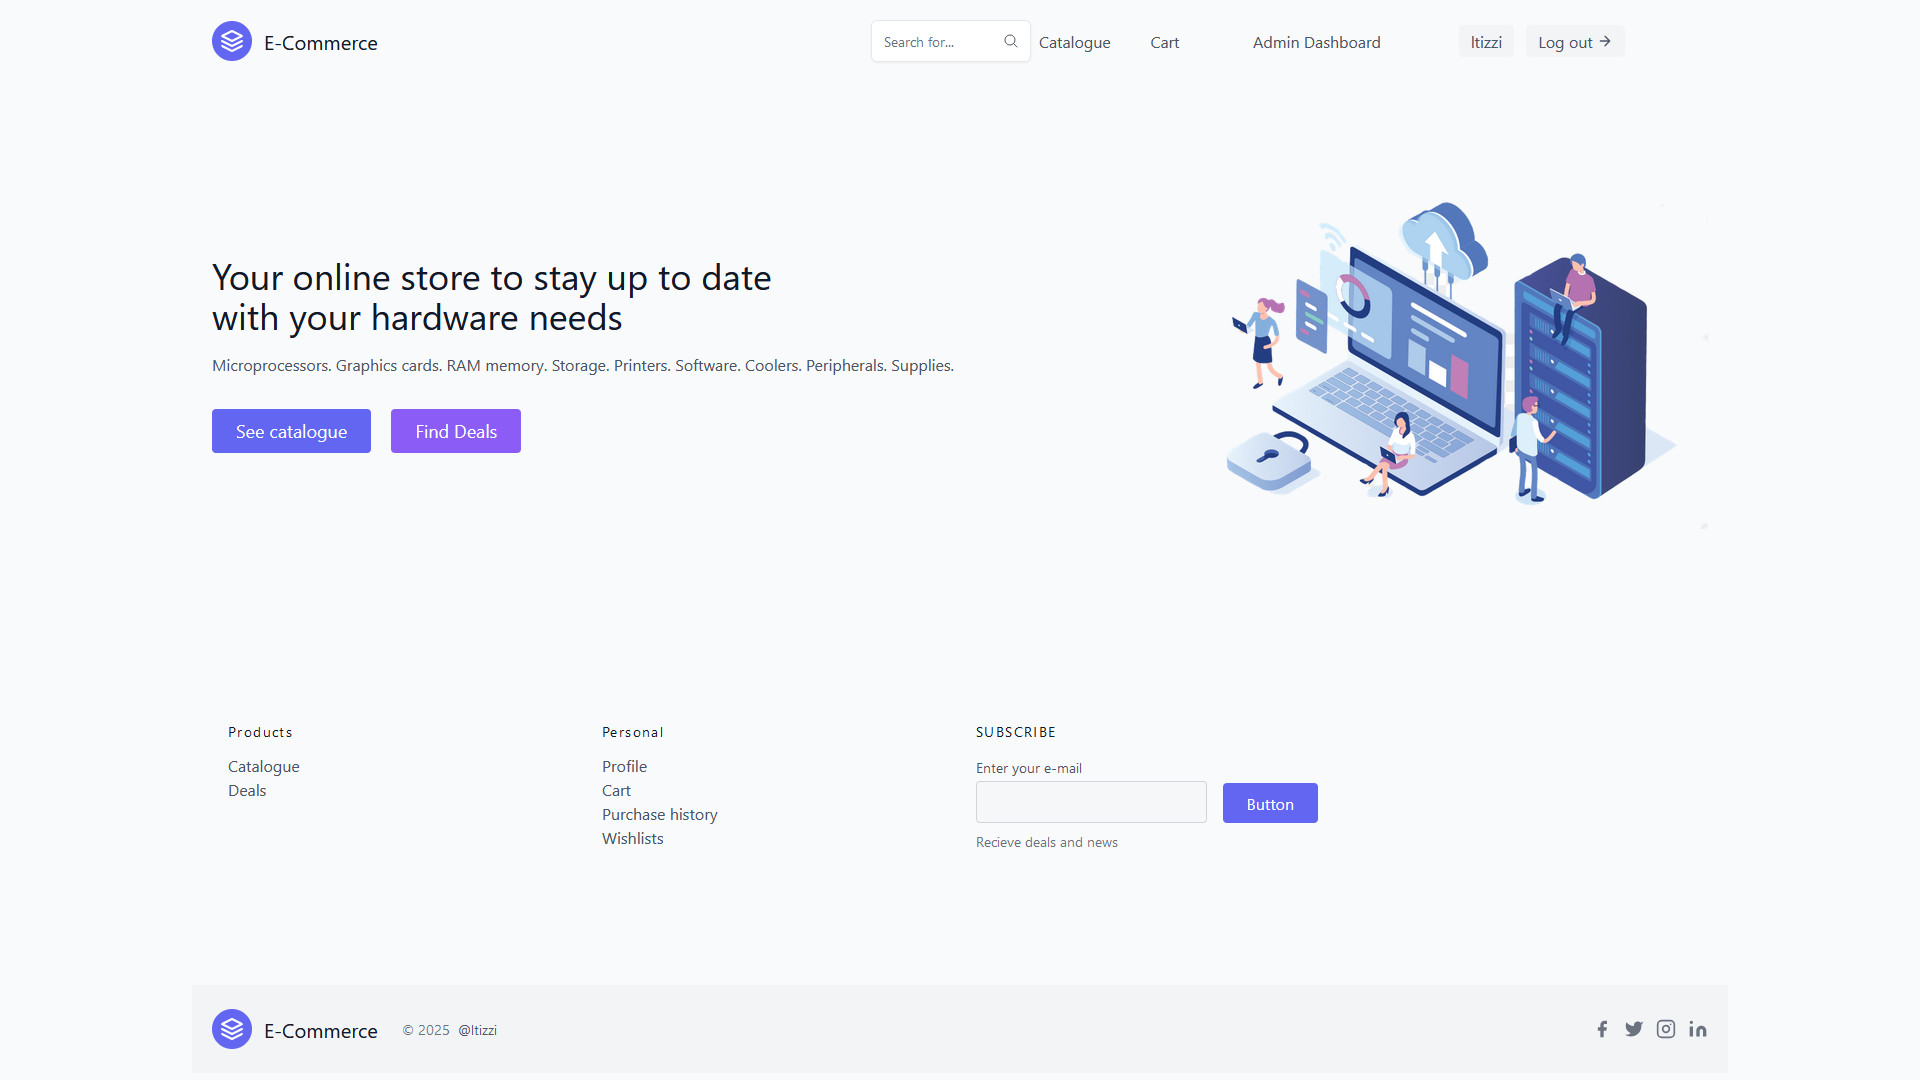 E-Commerce
Search for...
Catalogue
Cart
Admin Dashboard
ltizzi
Log out
Your online store to stay up to date
with your hardware needs
Microprocessors. Graphics cards. RAM memory. Storage. Printers. Software. Coolers. Peripherals. Supplies.
See catalogue
Find Deals
Products
Catalogue
Deals
Personal
Profile
Cart
Purchase history
Wishlists
SUBSCRIBE
Enter your e-mail
Button
Recieve deals and news
E-Commerce
© 2025 @ltizzi